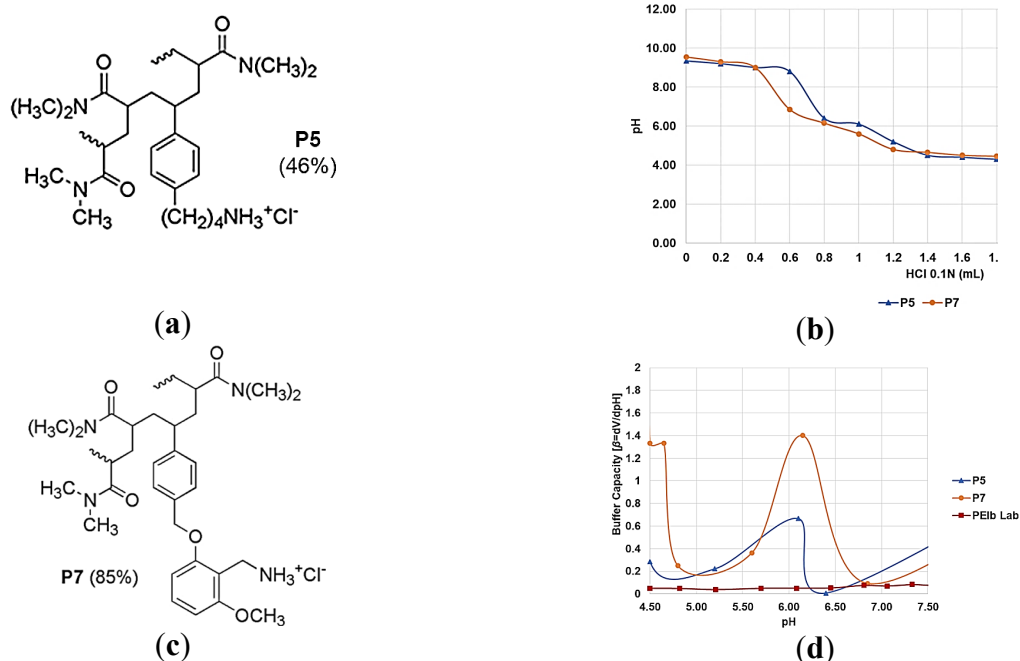 O
N(CH3)2
O
(H3C)2N
H3C
N
O
CH3
P5
(46%)
(CH2)4NH3+Cl-
(a)
12.00
10.00
8.00
6.00
4.00
2.00
0.00
pH
0 0.2 0.4 0.6 0.8 1 1.2 1.4 1.6 1.
HCl 0.1N (mL)
P5 P7
(b)
O
N(CH3)2
O
(H3C)2N
H3C
N
O
CH3
O
P7 (85%)
NH3+Cl-
OCH3
(c)
2
1.8
1.6
1.4
1.2
1
0.8
0.6
0.4
0.2
0
Buffer Capacity [β=dV/dpH]
4.50 5.00 5.50 6.00 6.50 7.00 7.50
pH
P5
P7
PEIb Lab
(d)